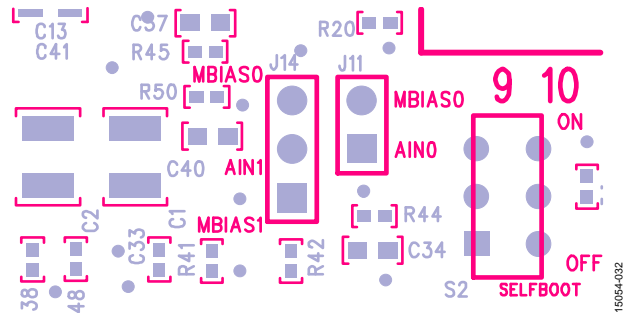 C13
C41
C37
R45
MBIAS0
R50
C40
AIN1
MBIAS1
J14
R20
J11
MBIAS0
AIN0
9 10
ON
OFF
S2
SELFBOOT
R44
C34
R42
R41
C33
C1
C2
38
48
15054-032